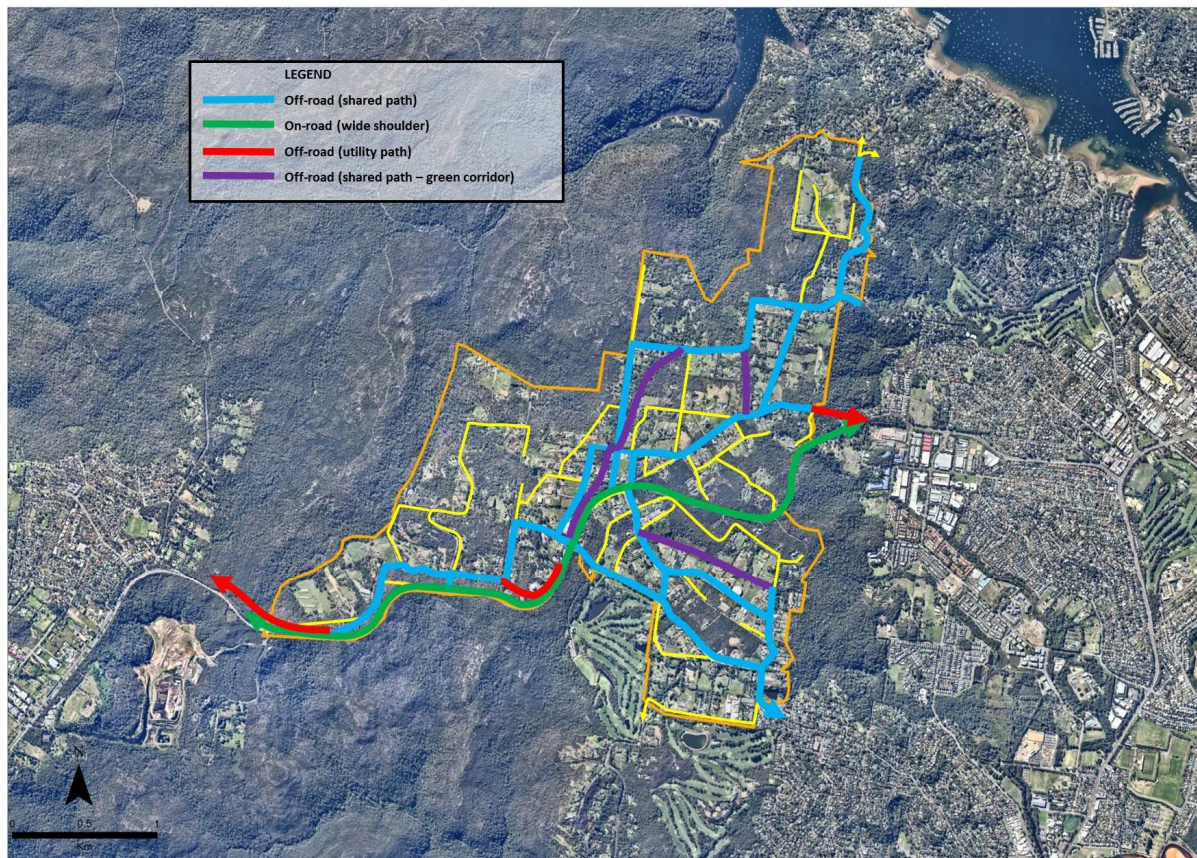 LEGEND
Off-road (shared path)
On-road (wide shoulder)
Off-road (utility path)
Off-road (shared path – green corridor)
N
0 0.5 1
Km